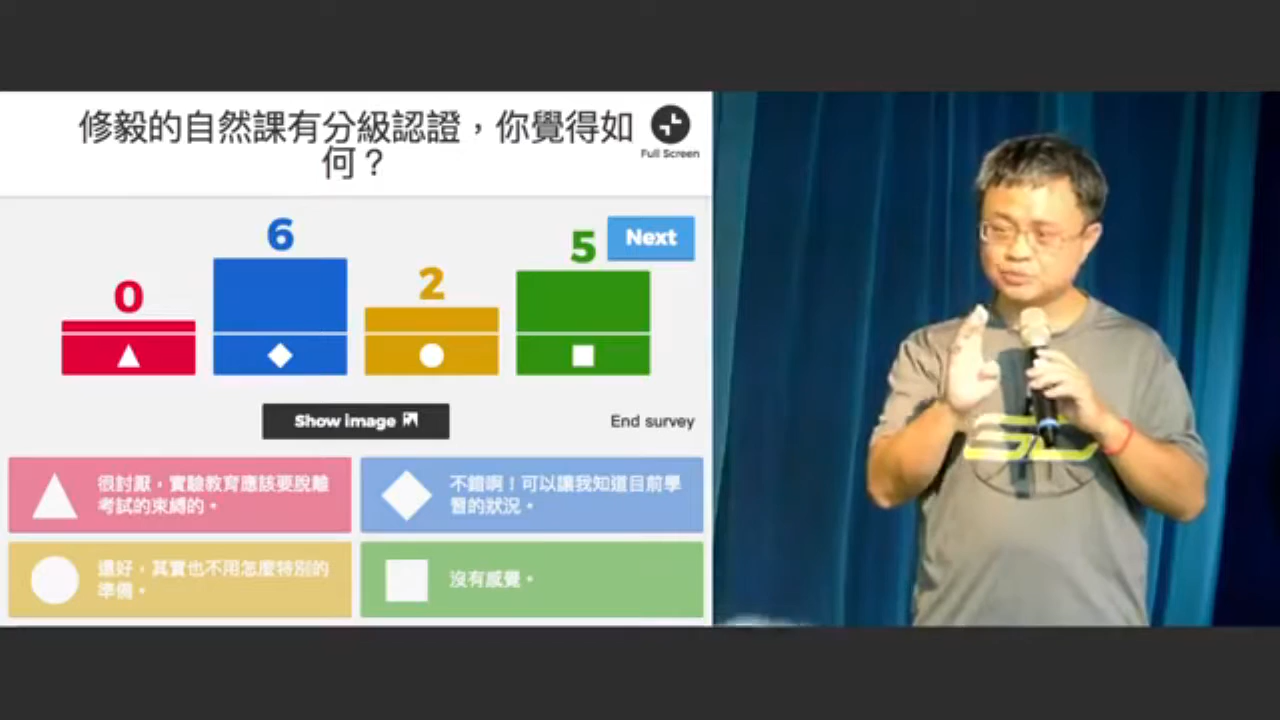 修毅的自然課有分級認證，你覺得如
何？
Full Screen
0
6
2
5
Next
Show image
End survey
很討厭，實驗教育應該要脫離
考試的束縛的。
不錯啊！可以讓我知道目前學
習的狀況。
還好，其實也不用怎麼特別的
準備。
沒有感覺。